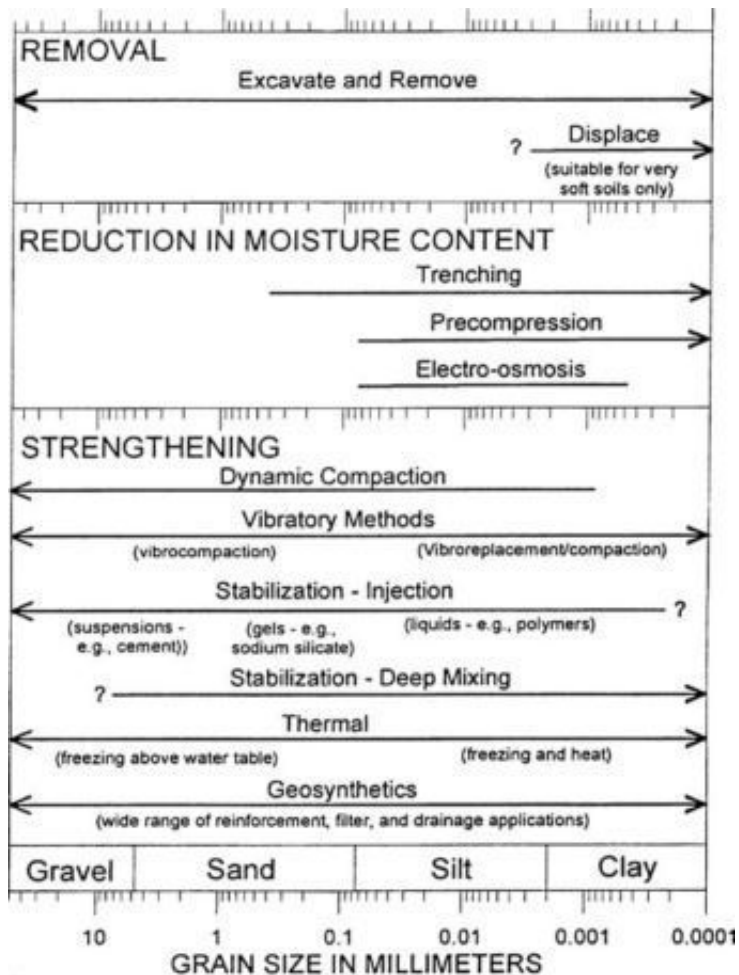 REMOVAL
Excavate and Remove
? Displace
(suitable for very
soft soils only)
REDUCTION IN MOISTURE CONTENT
Trenching
Precompression
Electro-osmosis
STRENGTHENING
Dynamic Compaction
Vibratory Methods
(vibrocompaction) (Vibroreplacement/compaction)
Stabilization - Injection
?
(suspensions - (gels - e.g., (liquids - e.g., polymers)
e.g., cement)) sodium silicate)
Stabilization - Deep Mixing
?
Thermal
(freezing above water table) (freezing and heat)
Geosynthetics
(wide range of reinforcement, filter, and drainage applications)
Gravel Sand Silt Clay
10 1 0.1 0.01 0.001 0.0001
GRAIN SIZE IN MILLIMETERS